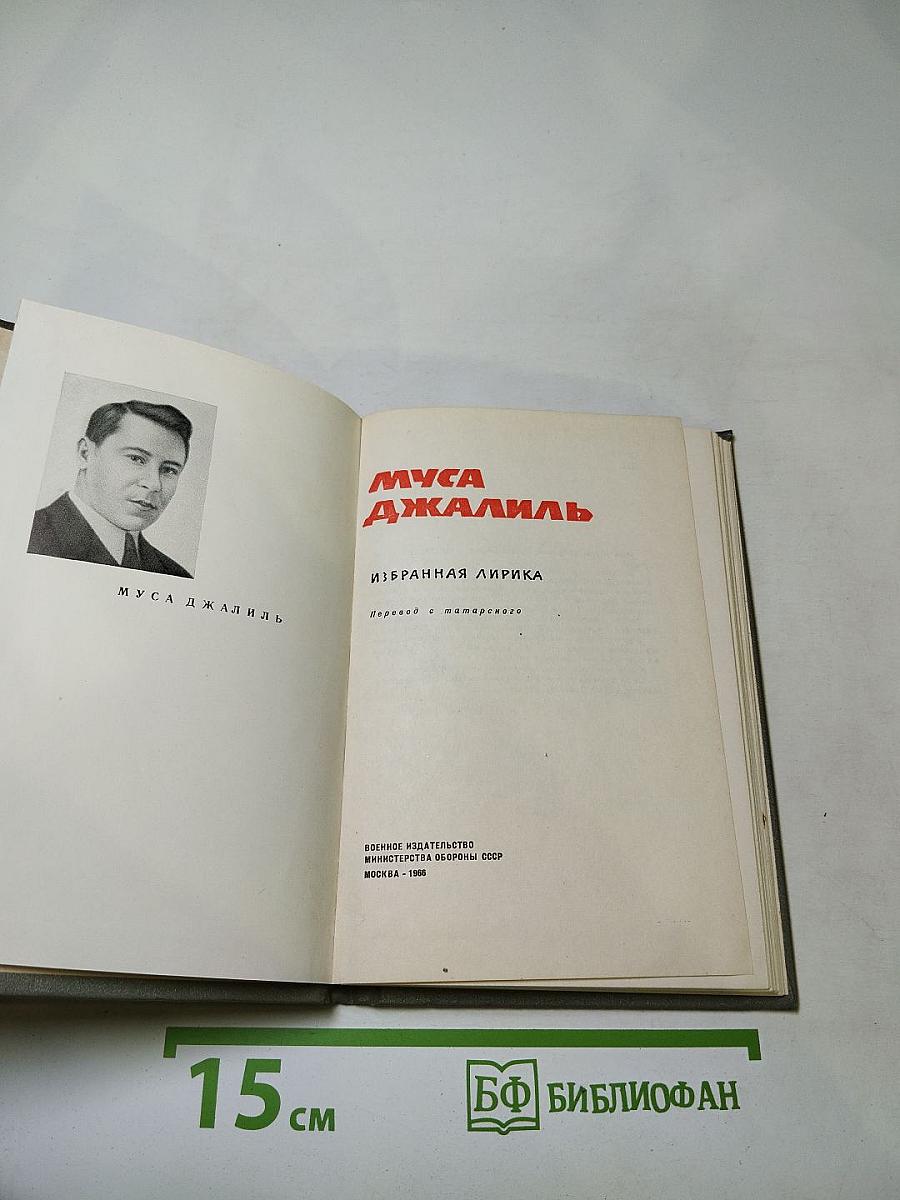 МУСА ДЖАЛИЛЬ
МУСА
ДЖАЛИЛЬ
ИЗБРАННАЯ ЛИРИКА
Перевод с татарского
ВОЕННОЕ ИЗДАТЕЛЬСТВО
МИНИСТЕРСТВА ОБОРОНЫ СССР
МОСКВА - 1966
15 см
БФ БИБЛИОФАН